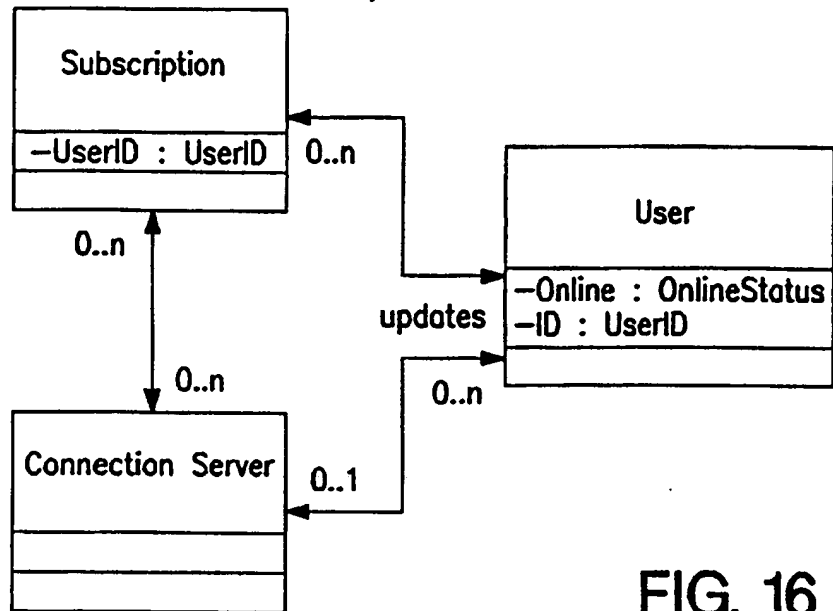 Subscription
–UserID : UserID
0..n
0..n
User
–Online : OnlineStatus
–ID : UserID
updates
0..n
0..n
Connection Server
0..1
FIG. 16